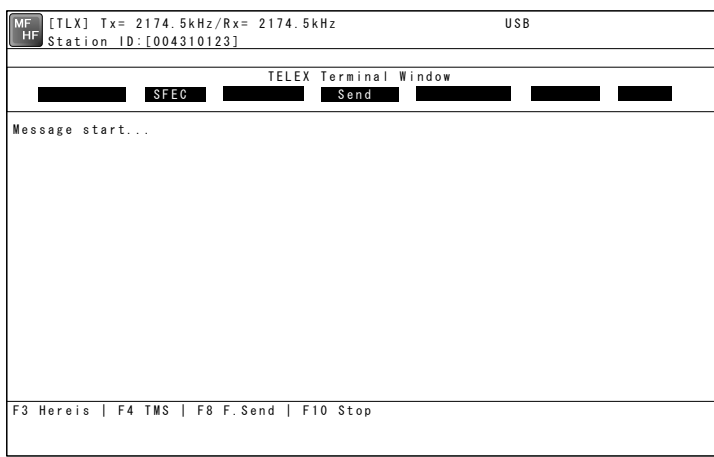 MF HF [TLX] Tx= 2174.5kHz/Rx= 2174.5kHz USB
Station ID:[004310123]
TELEX Terminal Window
SFEC Send
Message start...
F3 Hereis | F4 TMS | F8 F.Send | F10 Stop